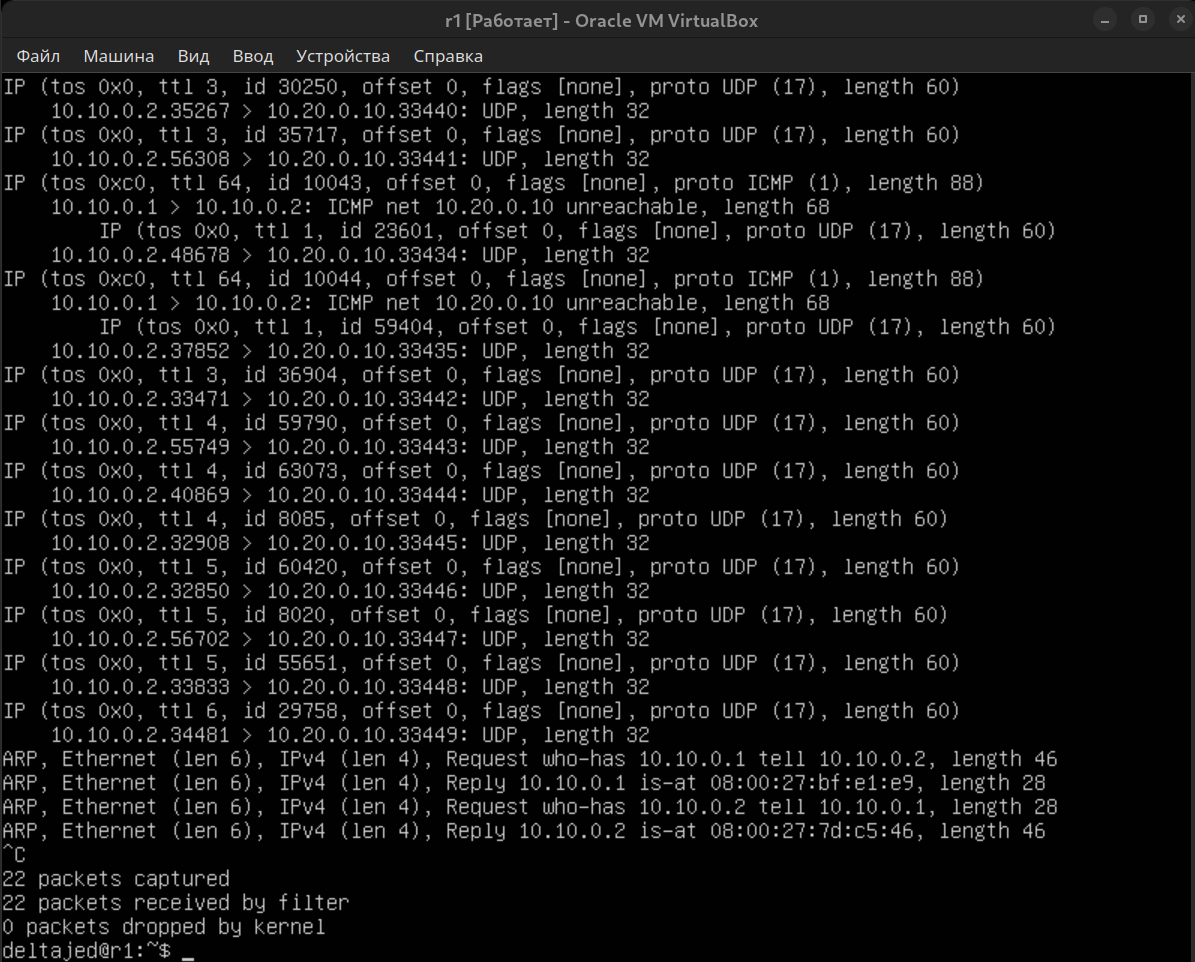 r1 [Работает] - Oracle VM VirtualBox
Файл Машина Вид Ввод Устройства Справка
IP (tos 0x0, ttl 3, id 30250, offset 0, flags [none], proto UDP (17), length 60)
    10.10.0.2.35267 > 10.20.0.10.33440: UDP, length 32
IP (tos 0x0, ttl 3, id 35717, offset 0, flags [none], proto UDP (17), length 60)
    10.10.0.2.56308 > 10.20.0.10.33441: UDP, length 32
IP (tos 0xc0, ttl 64, id 10043, offset 0, flags [none], proto ICMP (1), length 88)
    10.10.0.1 > 10.10.0.2: ICMP net 10.20.0.10 unreachable, length 68
        IP (tos 0x0, ttl 1, id 23601, offset 0, flags [none], proto UDP (17), length 60)
    10.10.0.2.48678 > 10.20.0.10.33434: UDP, length 32
IP (tos 0xc0, ttl 64, id 10044, offset 0, flags [none], proto ICMP (1), length 88)
    10.10.0.1 > 10.10.0.2: ICMP net 10.20.0.10 unreachable, length 68
        IP (tos 0x0, ttl 1, id 59404, offset 0, flags [none], proto UDP (17), length 60)
    10.10.0.2.37852 > 10.20.0.10.33435: UDP, length 32
IP (tos 0x0, ttl 3, id 36904, offset 0, flags [none], proto UDP (17), length 60)
    10.10.0.2.33471 > 10.20.0.10.33442: UDP, length 32
IP (tos 0x0, ttl 4, id 59790, offset 0, flags [none], proto UDP (17), length 60)
    10.10.0.2.55749 > 10.20.0.10.33443: UDP, length 32
IP (tos 0x0, ttl 4, id 63073, offset 0, flags [none], proto UDP (17), length 60)
    10.10.0.2.40869 > 10.20.0.10.33444: UDP, length 32
IP (tos 0x0, ttl 4, id 8085, offset 0, flags [none], proto UDP (17), length 60)
    10.10.0.2.32908 > 10.20.0.10.33445: UDP, length 32
IP (tos 0x0, ttl 5, id 60420, offset 0, flags [none], proto UDP (17), length 60)
    10.10.0.2.32850 > 10.20.0.10.33446: UDP, length 32
IP (tos 0x0, ttl 5, id 8020, offset 0, flags [none], proto UDP (17), length 60)
    10.10.0.2.56702 > 10.20.0.10.33447: UDP, length 32
IP (tos 0x0, ttl 5, id 55651, offset 0, flags [none], proto UDP (17), length 60)
    10.10.0.2.33833 > 10.20.0.10.33448: UDP, length 32
IP (tos 0x0, ttl 6, id 29758, offset 0, flags [none], proto UDP (17), length 60)
    10.10.0.2.34481 > 10.20.0.10.33449: UDP, length 32
ARP, Ethernet (len 6), IPv4 (len 4), Request who-has 10.10.0.1 tell 10.10.0.2, length 46
ARP, Ethernet (len 6), IPv4 (len 4), Reply 10.10.0.1 is-at 08:00:27:bf:e1:e9, length 28
ARP, Ethernet (len 6), IPv4 (len 4), Request who-has 10.10.0.2 tell 10.10.0.1, length 28
ARP, Ethernet (len 6), IPv4 (len 4), Reply 10.10.0.2 is-at 08:00:27:7d:c5:46, length 46
^C
22 packets captured
22 packets received by filter
0 packets dropped by kernel
deltajed@r1:~$ _